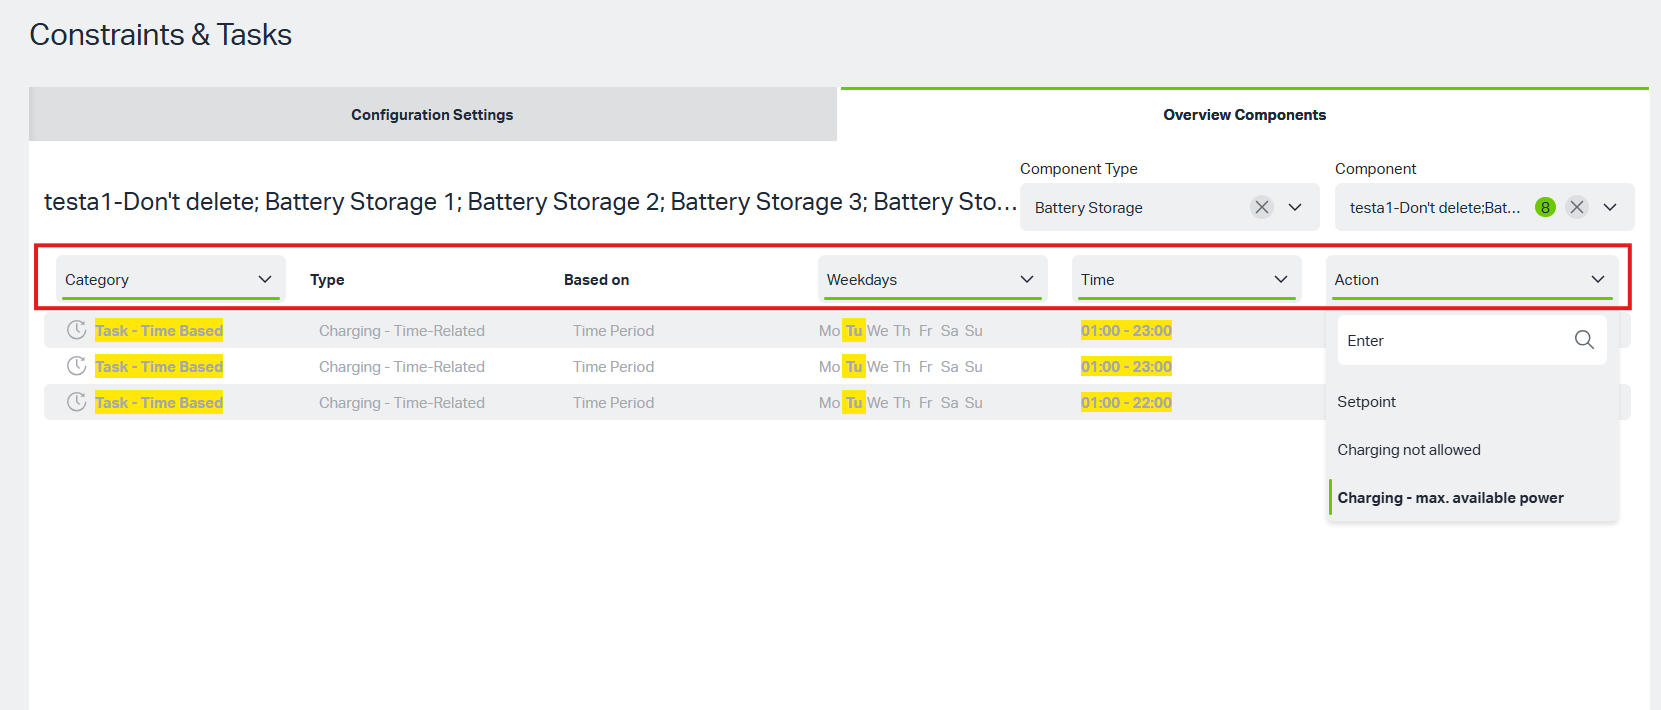 Constraints & Tasks
Configuration Settings
Overview Components
Component Type
Component
testa1-Don't delete; Battery Storage 1; Battery Storage 2; Battery Storage 3; Battery Sto...
Battery Storage
testa1-Don't delete;Bat...
8
Category
Type
Based on
Weekdays
Time
Action
Task - Time Based
Charging - Time-Related
Time Period
Mo Tu We Th Fr Sa Su
01:00 - 23:00
Task - Time Based
Charging - Time-Related
Time Period
Mo Tu We Th Fr Sa Su
01:00 - 23:00
Task - Time Based
Charging - Time-Related
Time Period
Mo Tu We Th Fr Sa Su
01:00 - 22:00
Enter
Setpoint
Charging not allowed
Charging - max. available power